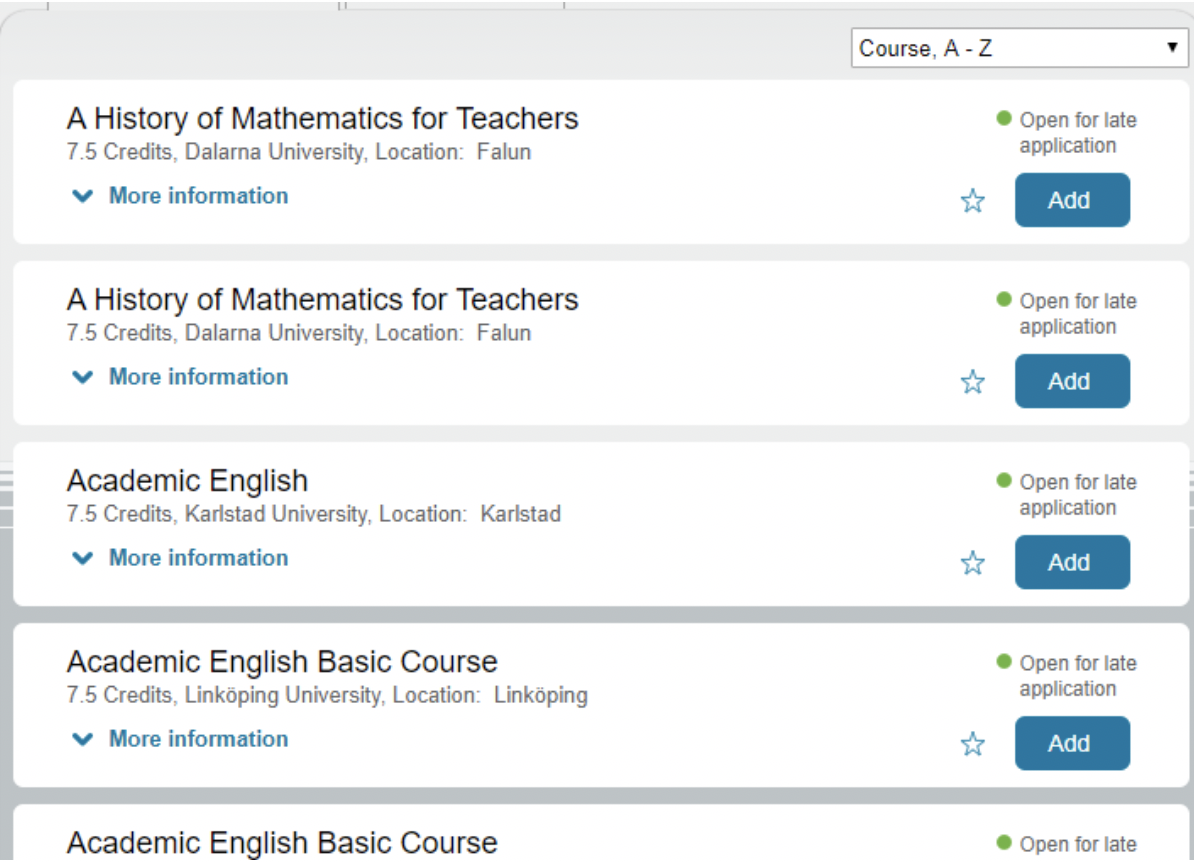 Course, A - Z
A History of Mathematics for Teachers
7.5 Credits, Dalarna University, Location: Falun
More information
Open for late
application
Add
A History of Mathematics for Teachers
7.5 Credits, Dalarna University, Location: Falun
More information
Open for late
application
Add
Academic English
7.5 Credits, Karlstad University, Location: Karlstad
More information
Open for late
application
Add
Academic English Basic Course
7.5 Credits, Linköping University, Location: Linköping
More information
Open for late
application
Add
Academic English Basic Course
Open for late